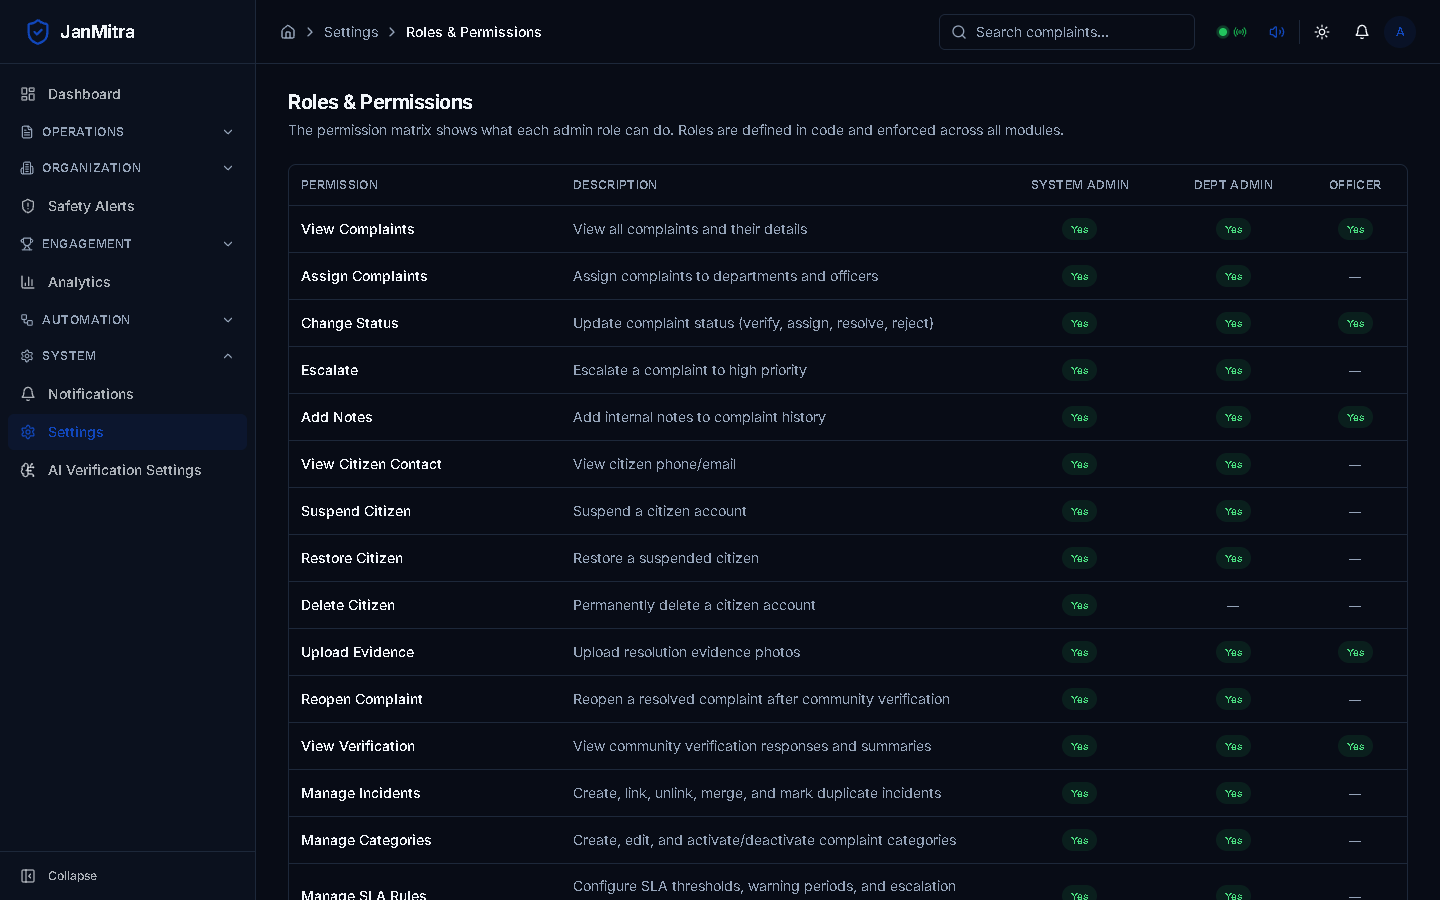 JanMitra
Settings
Roles & Permissions
Search complaints...
A
Dashboard
OPERATIONS
ORGANIZATION
Safety Alerts
ENGAGEMENT
Analytics
AUTOMATION
SYSTEM
Notifications
Settings
AI Verification Settings
Collapse
Roles & Permissions
The permission matrix shows what each admin role can do. Roles are defined in code and enforced across all modules.
PERMISSION DESCRIPTION SYSTEM ADMIN DEPT ADMIN OFFICER
View Complaints View all complaints and their details Yes Yes Yes
Assign Complaints Assign complaints to departments and officers Yes Yes —
Change Status Update complaint status (verify, assign, resolve, reject) Yes Yes Yes
Escalate Escalate a complaint to high priority Yes Yes —
Add Notes Add internal notes to complaint history Yes Yes Yes
View Citizen Contact View citizen phone/email Yes Yes —
Suspend Citizen Suspend a citizen account Yes Yes —
Restore Citizen Restore a suspended citizen Yes Yes —
Delete Citizen Permanently delete a citizen account Yes — —
Upload Evidence Upload resolution evidence photos Yes Yes Yes
Reopen Complaint Reopen a resolved complaint after community verification Yes Yes —
View Verification View community verification responses and summaries Yes Yes Yes
Manage Incidents Create, link, unlink, merge, and mark duplicate incidents Yes Yes —
Manage Categories Create, edit, and activate/deactivate complaint categories Yes Yes —
Manage SLA Rules Configure SLA thresholds, warning periods, and escalation Yes Yes —